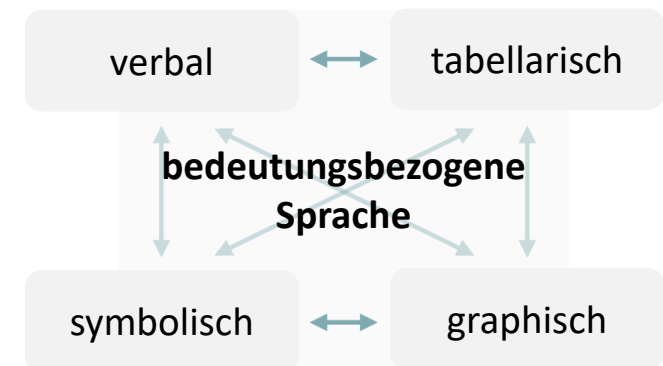 verbal
tabellarisch
bedeutungsbezogene
Sprache
symbolisch
graphisch